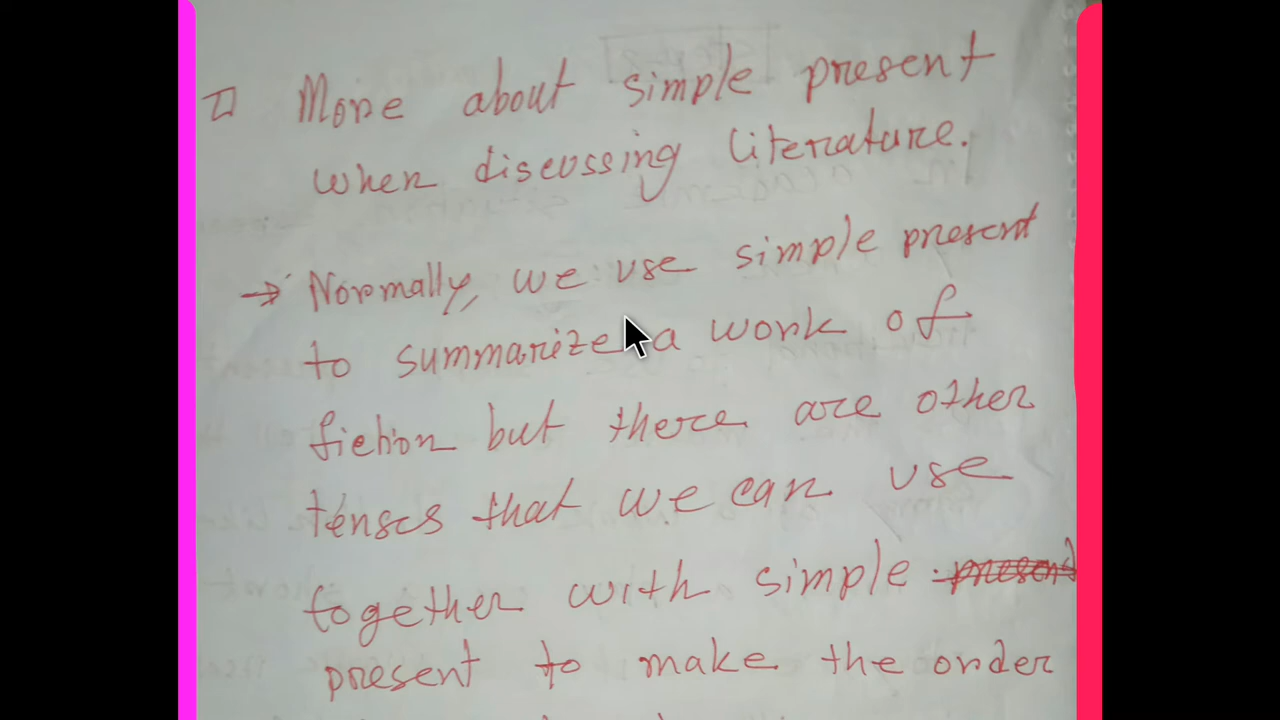 More about simple present
when discussing literature.
→ Normally, we use simple present
to summarize a work of
fiction but there are other
tenses that we can use
together with simple present
present to make the order